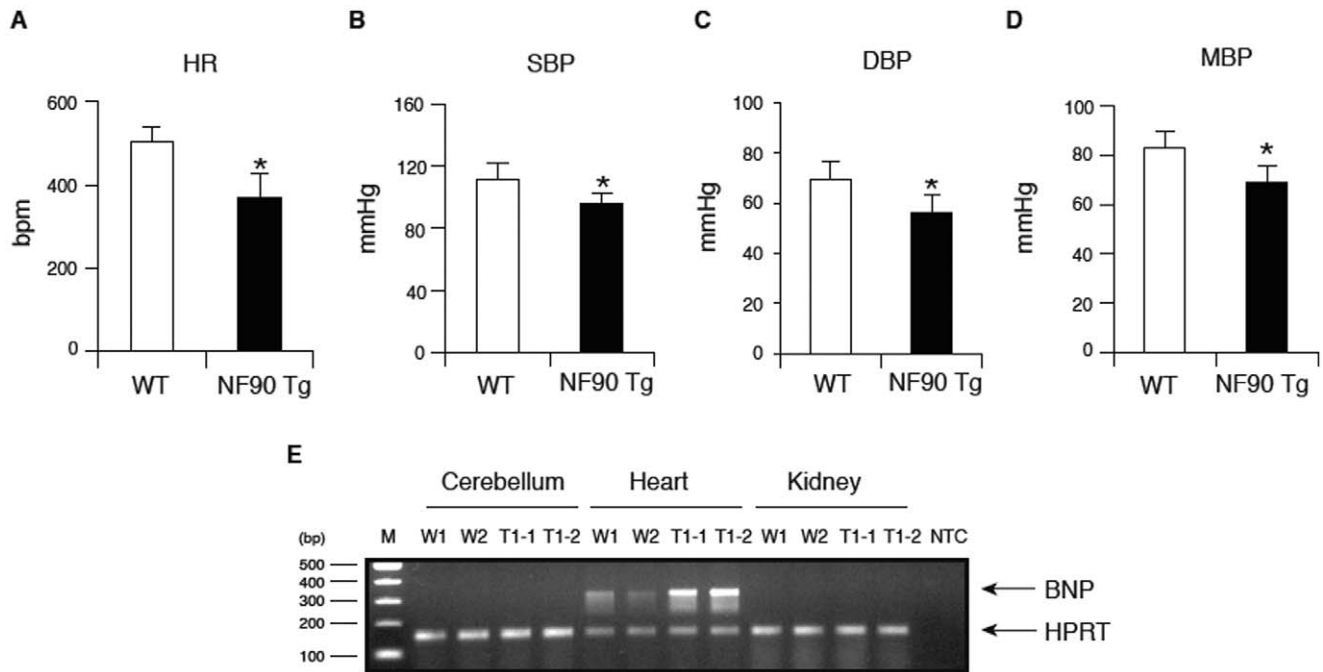 A
B
C
D
HR
SBP
DBP
MBP
600
400
200
0
bpm
WT
NF90 Tg
*
160
120
80
40
0
mmHg
WT
NF90 Tg
*
100
80
60
40
20
0
mmHg
WT
NF90 Tg
*
100
80
60
40
20
0
mmHg
WT
NF90 Tg
*
E
Cerebellum Heart Kidney
(bp) M W1 W2 T1-1 T1-2 W1 W2 T1-1 T1-2 W1 W2 T1-1 T1-2 NTC
500
400
300
200
100
BNP
HPRT